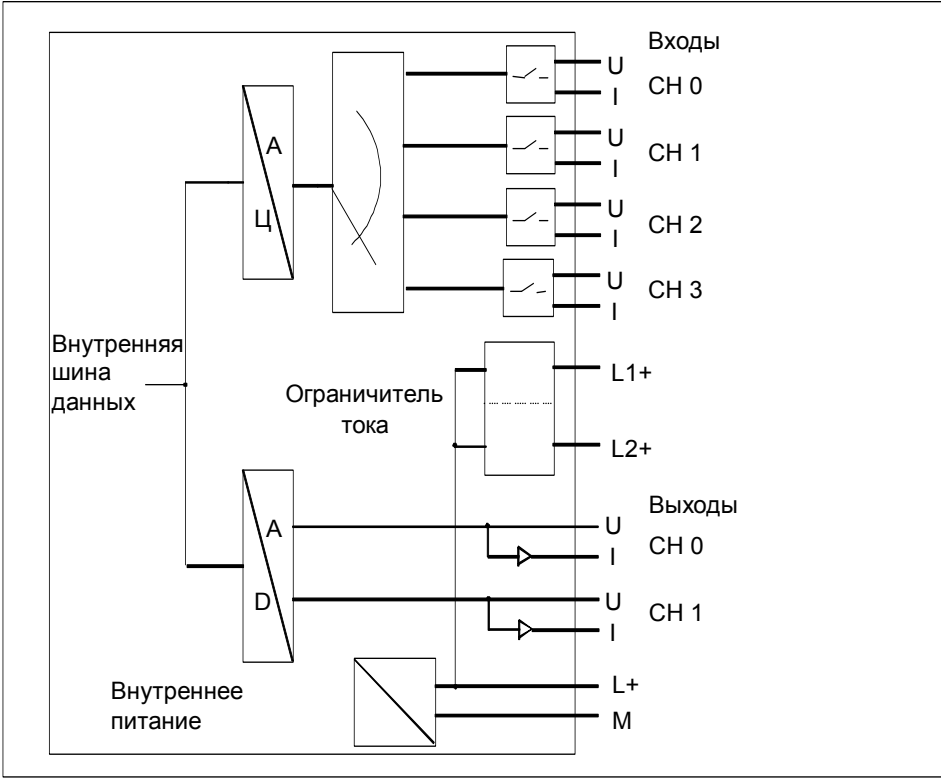 Входы
U
I
CH 0
U
I
CH 1
U
I
CH 2
U
I
CH 3
А
Ц
Внутренняя
шина
данных
Ограничитель
тока
L1+
L2+
Выходы
U
I
CH 0
U
I
CH 1
А
D
Внутреннее
питание
L+
M